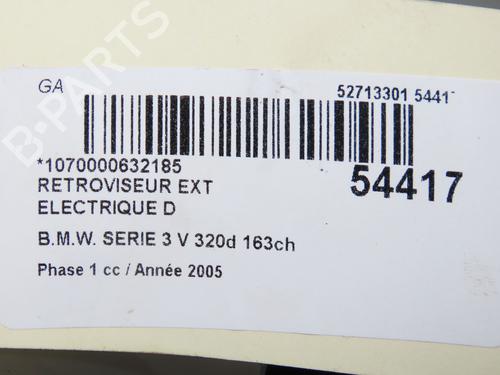 GA
52713301 5441
*1070000632185
54417
RETROVISEUR EXT
ELECTRIQUE D
B.M.W. SERIE 3 V 320d 163ch
Phase 1 cc / Année 2005
B-PARTS